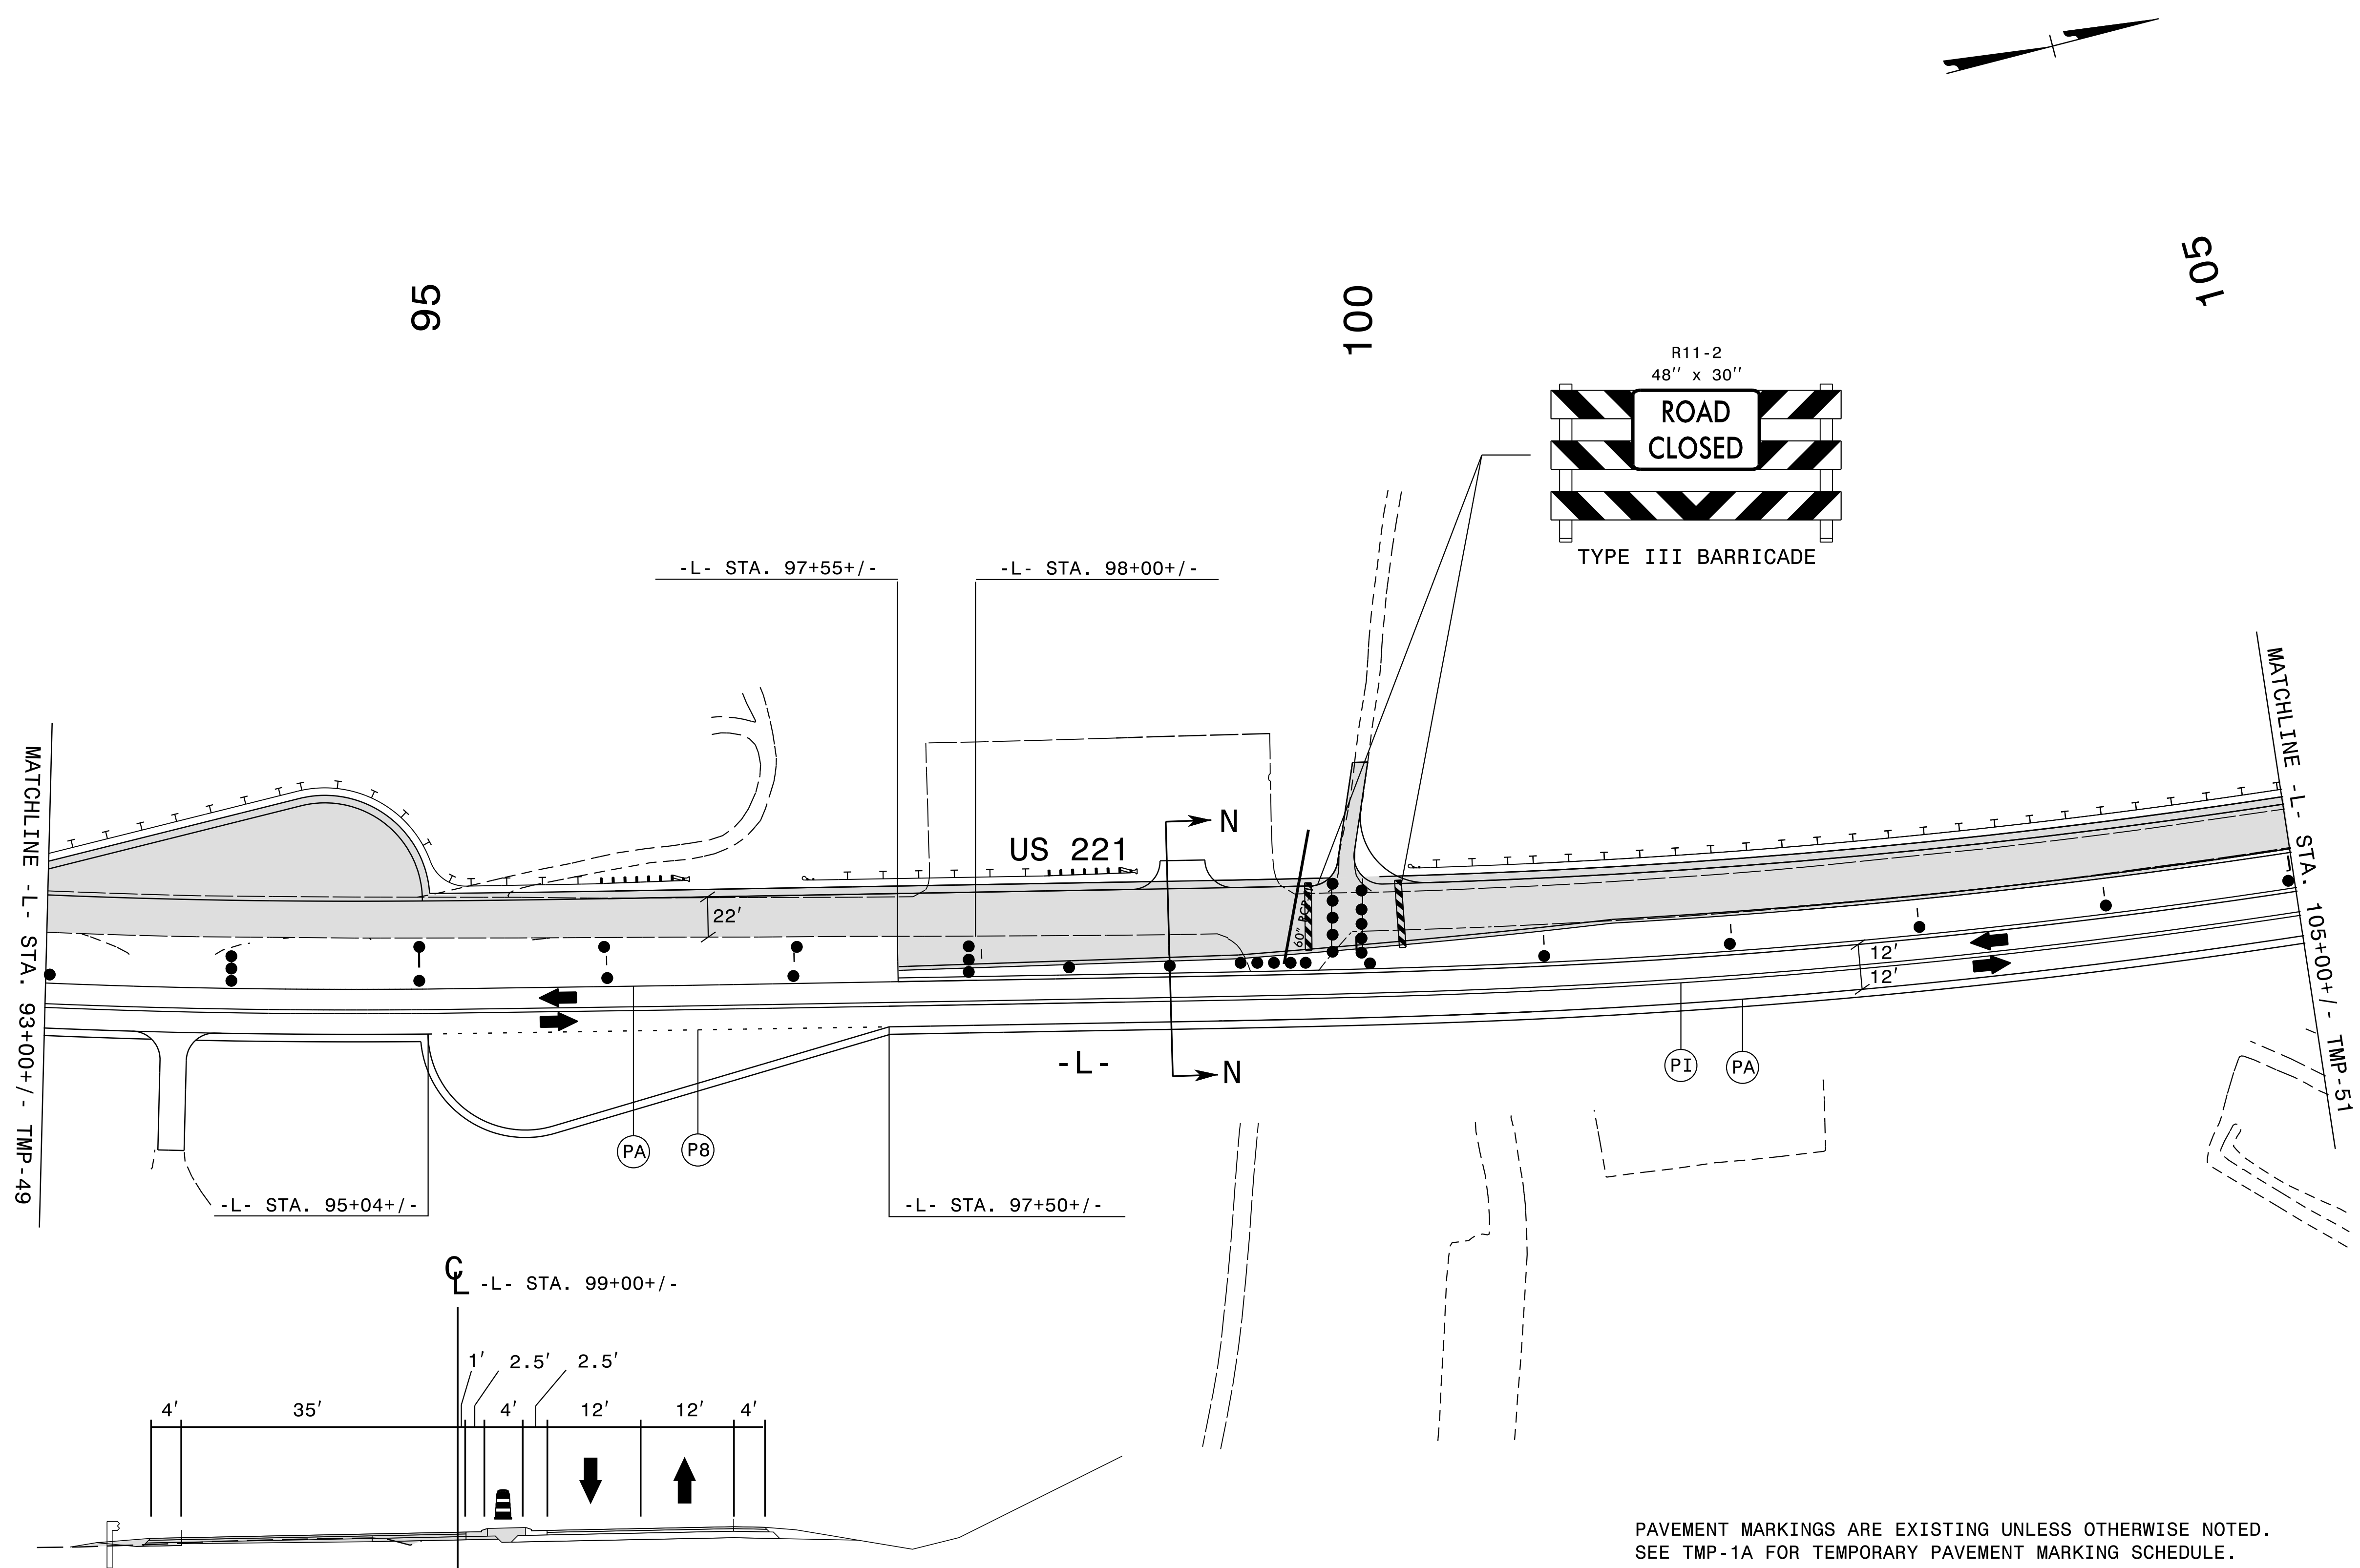 95
100
105
R11-2
48'' x 30''
ROAD
CLOSED
TYPE III BARRICADE
-L- STA. 97+55+/-
-L- STA. 98+00+/-
MATCHLINE -L- STA. 93+00+/- TMP-49
MATCHLINE -L- STA. 105+00+/- TMP-51
US 221
N
22'
60" RCP
12'
12'
-L-
N
PI
PA
PA
P8
-L- STA. 95+04+/-
-L- STA. 97+50+/-
CL -L- STA. 99+00+/-
1' 2.5' 2.5'
4' 35' 4' 12' 12' 4'
PAVEMENT MARKINGS ARE EXISTING UNLESS OTHERWISE NOTED.
SEE TMP-1A FOR TEMPORARY PAVEMENT MARKING SCHEDULE.